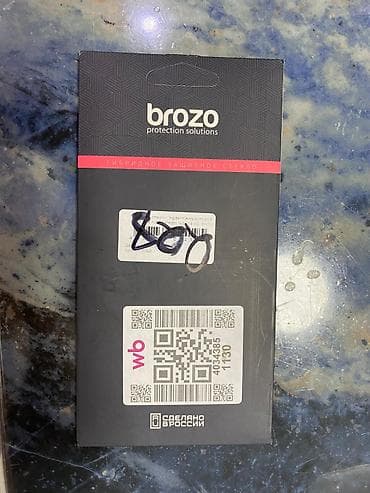 brozo
protection solutions
ГИБРИДНОЕ ЗАЩИТНОЕ СТЕКЛО
800
wb
4034385
1130
СДЕЛАНО
В РОССИИ